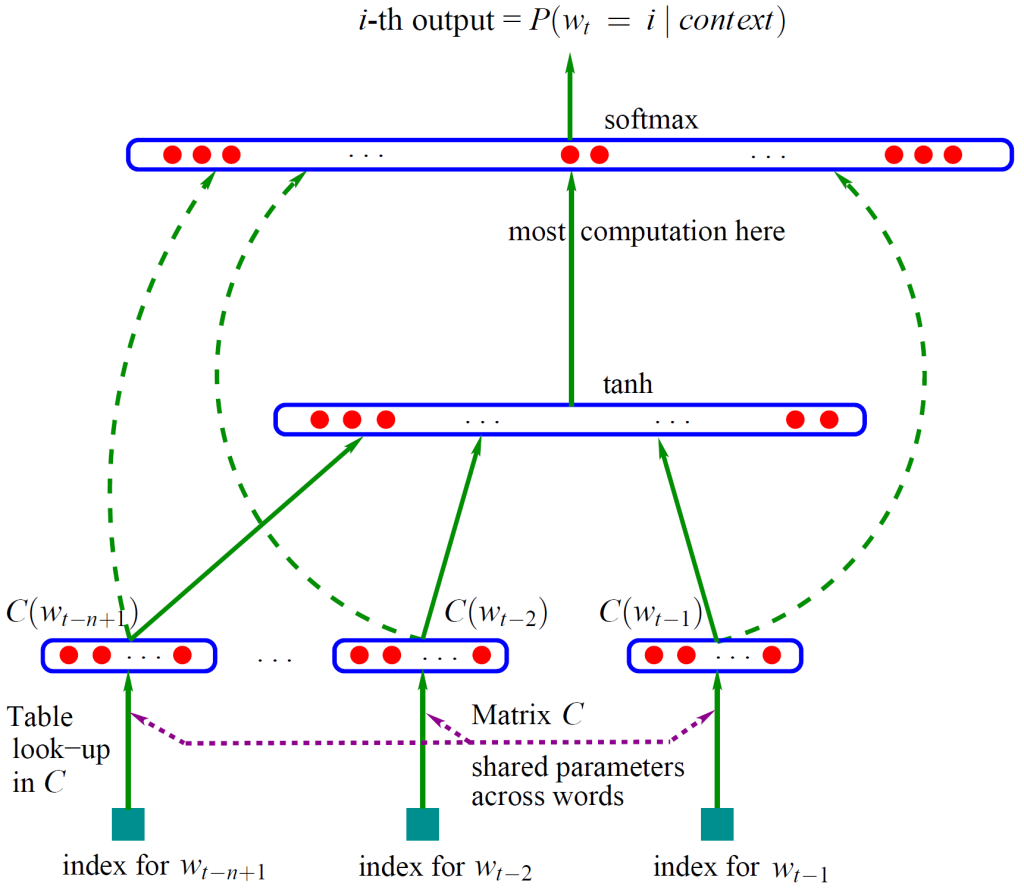 i-th output = P(w_t = i | context)
softmax
. . .
. . .
most computation here
tanh
. . .
. . .
C(w_{t−n+1})
C(w_{t−2})
C(w_{t−1})
. . .
. . .
. . .
. . .
Table
look−up
in C
Matrix C
shared parameters
across words
index for w_{t−n+1}
index for w_{t−2}
index for w_{t−1}